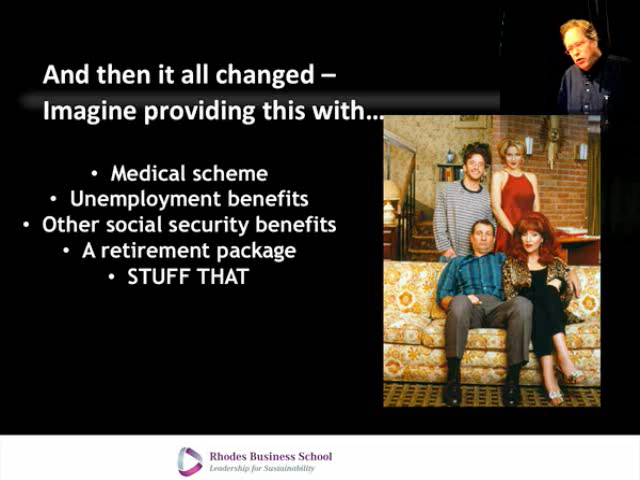 And then it all changed –
Imagine providing this with…
• Medical scheme
• Unemployment benefits
• Other social security benefits
• A retirement package
• STUFF THAT
Rhodes Business School
Leadership for Sustainability